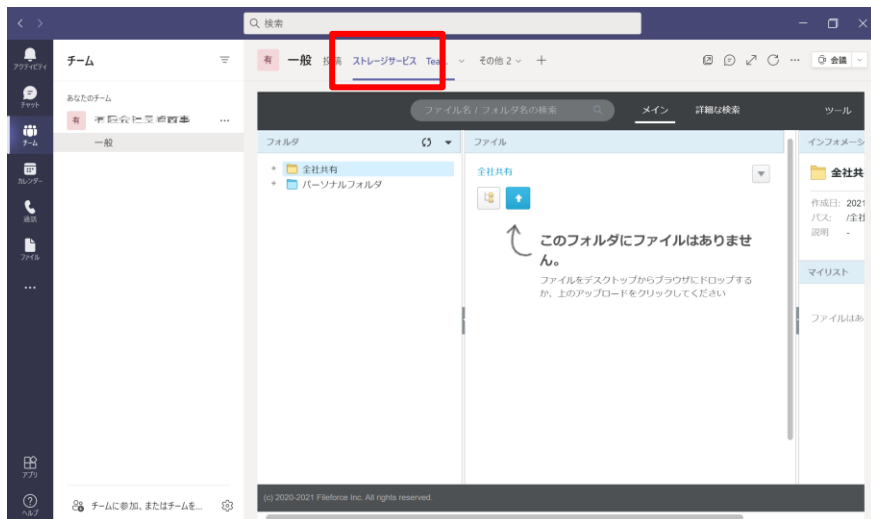 検索
アクティビティ
チャット
チーム
カレンダー
通話
ファイル
アプリ
ヘルプ
チーム
あなたのチーム
有
一般
チームに参加、またはチームを...
有 一般 投稿 ストレージサービス Tea... その他 2 会議
ファイル名 / フォルダ名の検索 メイン 詳細な検索 ツール
フォルダ
全社共有
パーソナルフォルダ
ファイル
全社共有
このフォルダにファイルはありませ
ん。
ファイルをデスクトップからブラウザにドロップする
か、上のアップロードをクリックしてください
インフォメーシ
全社共
作成日: 2021
パス: /全社
説明 -
マイリスト
ファイルはあ
(c) 2020-2021 Fileforce Inc. All rights reserved.